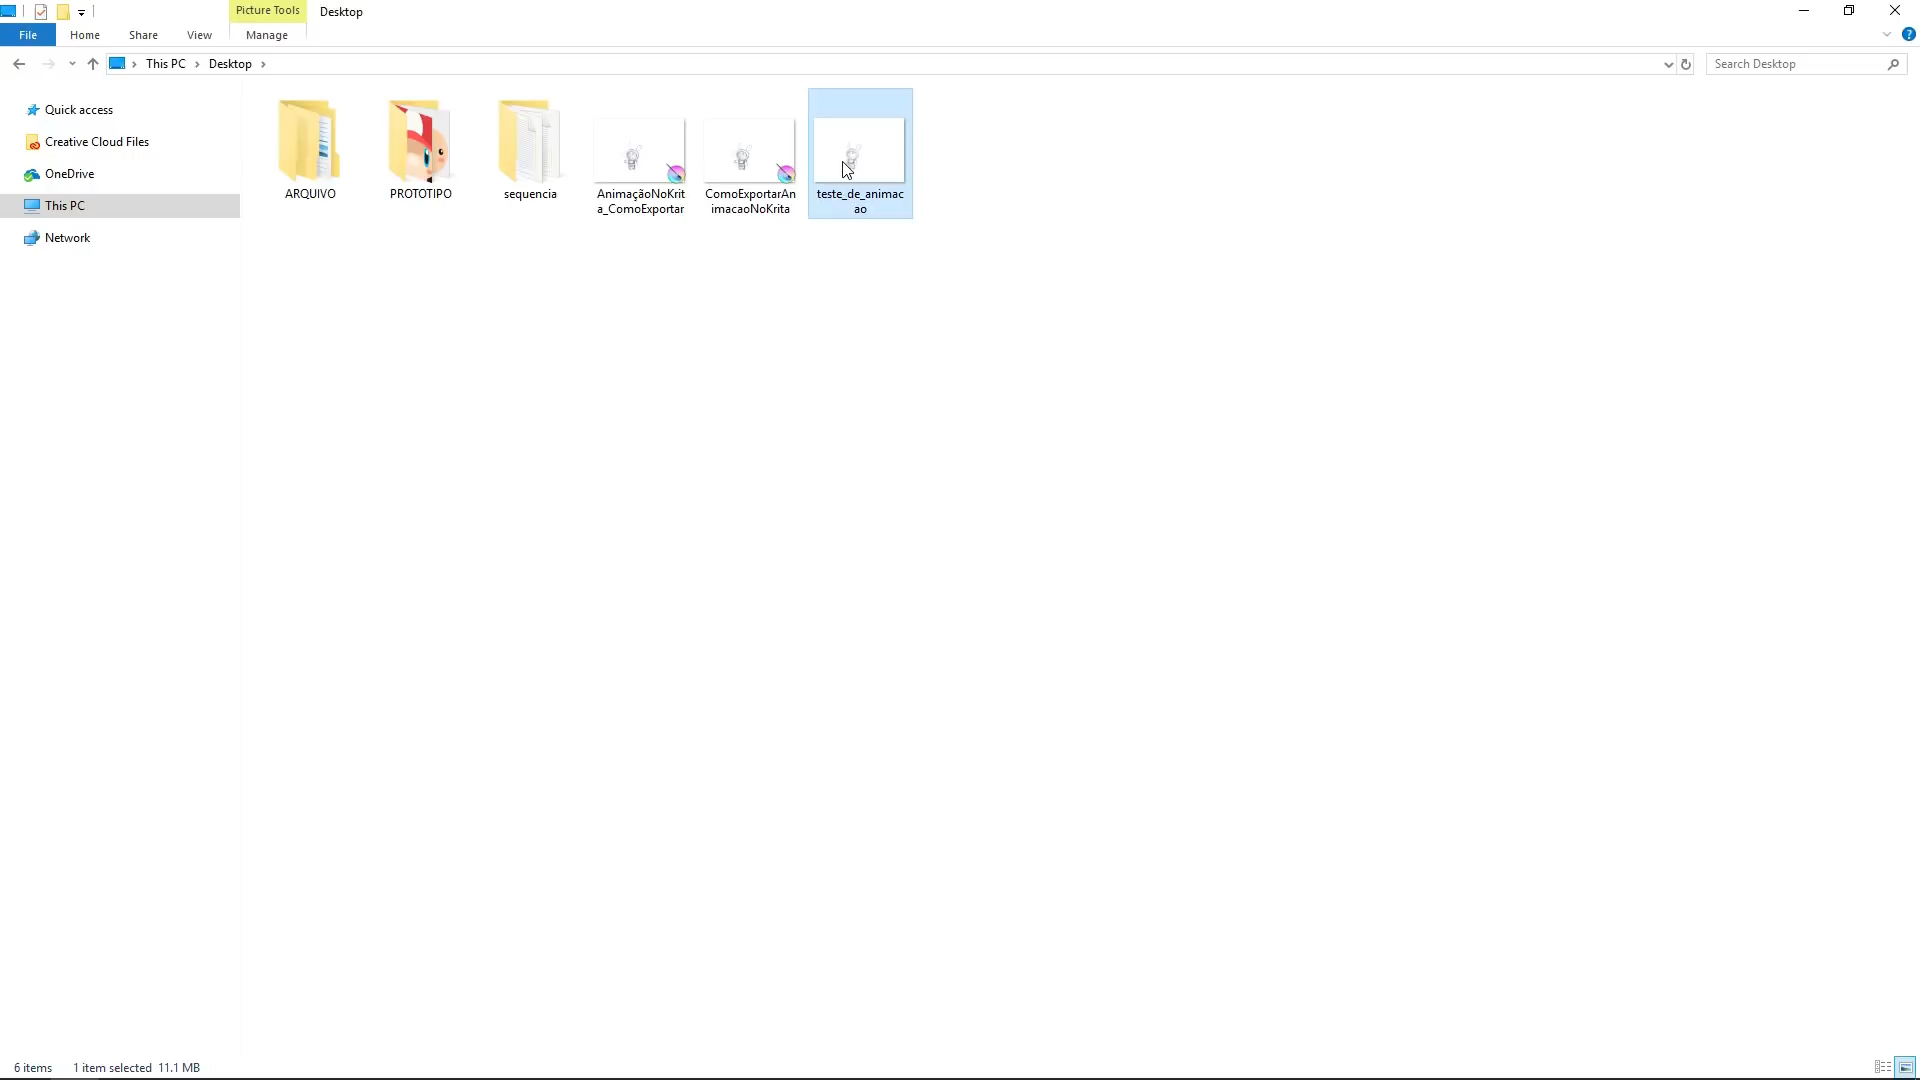 Picture Tools Desktop
File Home Share View Manage
This PC Desktop
Search Desktop
Quick access
Creative Cloud Files
OneDrive
This PC
Network
ARQUIVO
PROTOTIPO
sequencia
AnimaçãoNoKrit
a_ComoExportar
ComoExportarAn
imacaoNoKrita
teste_de_animac
ao
6 items 1 item selected 11.1 MB